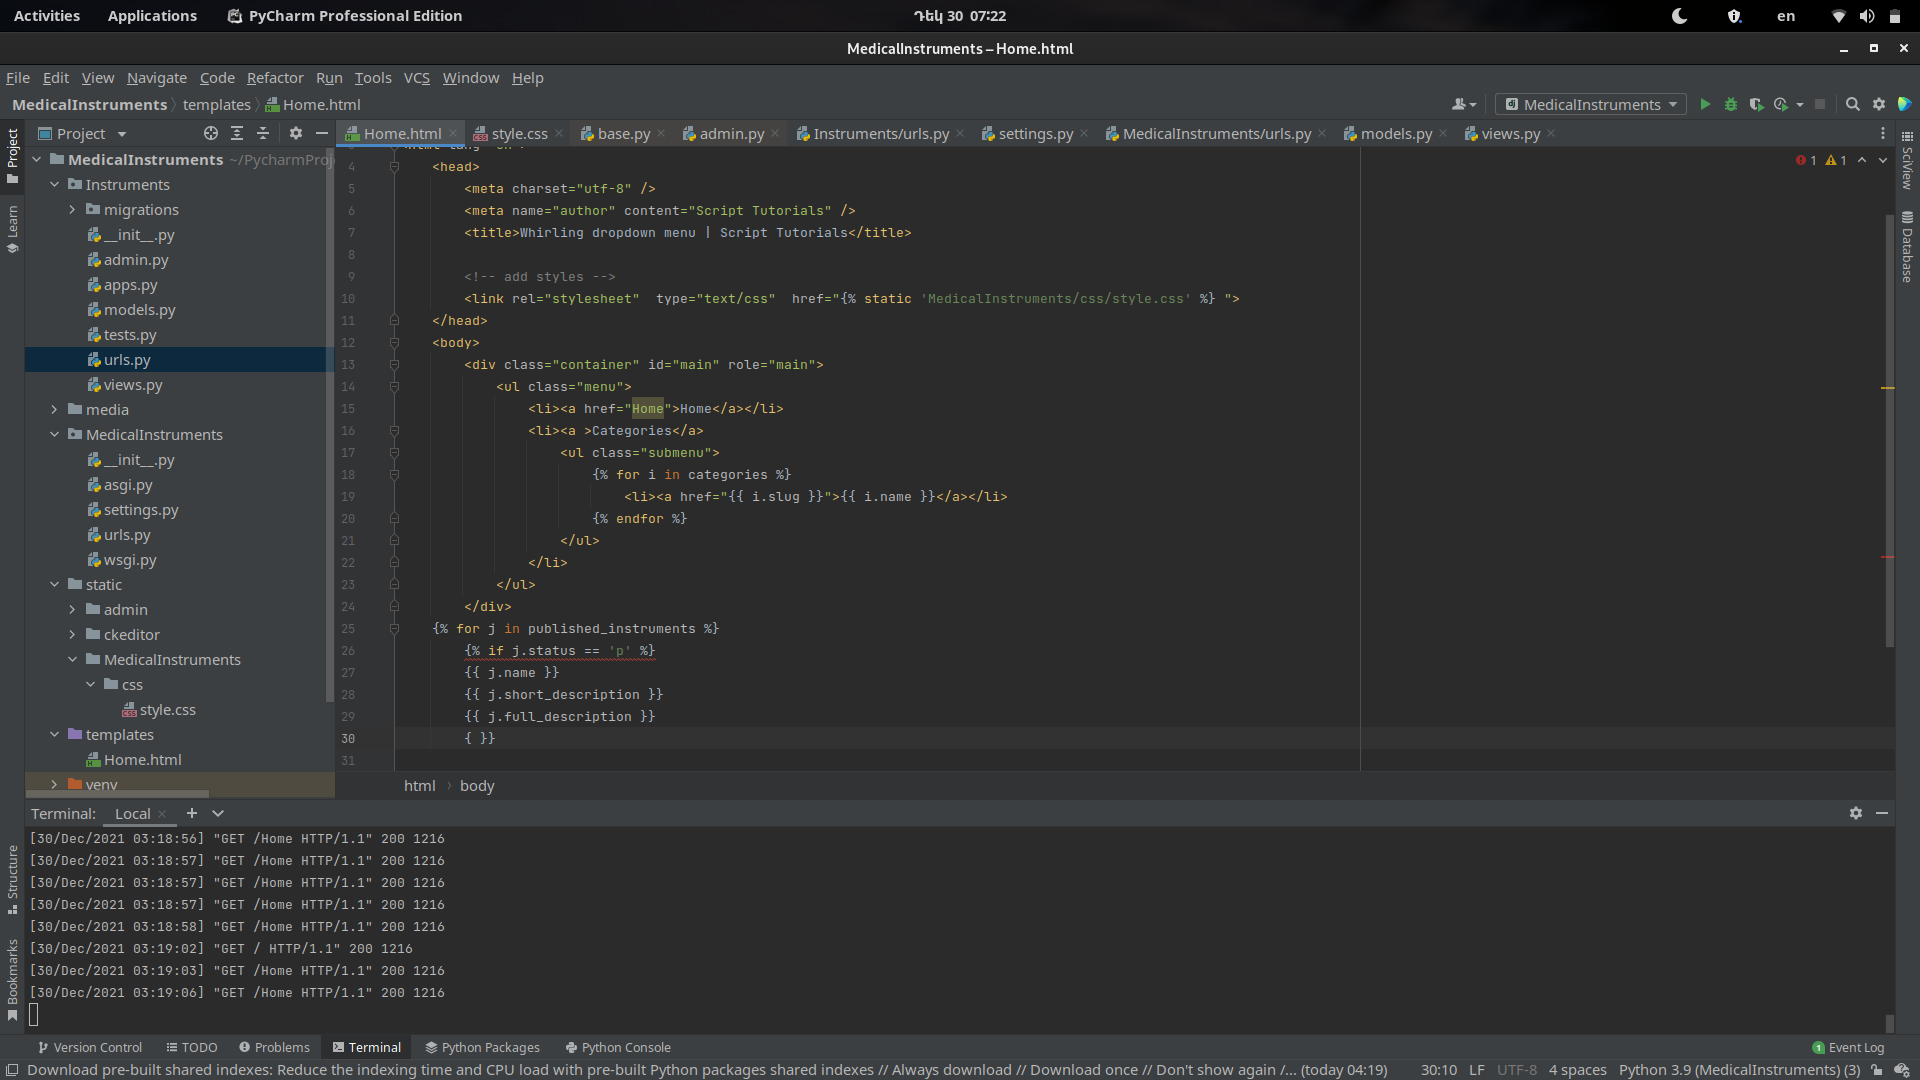 Activities Applications PyCharm Professional Edition Դեկ 30 07:22 en
MedicalInstruments – Home.html
File Edit View Navigate Code Refactor Run Tools VCS Window Help
MedicalInstruments templates Home.html MedicalInstruments
Project Home.html style.css base.py admin.py Instruments/urls.py settings.py MedicalInstruments/urls.py models.py views.py
Project
Learn
Structure
Bookmarks
SciView
Database
MedicalInstruments ~/PycharmProj
Instruments
migrations
__init__.py
admin.py
apps.py
models.py
tests.py
urls.py
views.py
media
MedicalInstruments
__init__.py
asgi.py
settings.py
urls.py
wsgi.py
static
admin
ckeditor
MedicalInstruments
css
style.css
templates
Home.html
venv
1 1
4 <head>
5 <meta charset="utf-8" />
6 <meta name="author" content="Script Tutorials" />
7 <title>Whirling dropdown menu | Script Tutorials</title>
8
9 <!-- add styles -->
10 <link rel="stylesheet"  type="text/css"  href="{% static 'MedicalInstruments/css/style.css' %} ">
11 </head>
12 <body>
13 <div class="container" id="main" role="main">
14 <ul class="menu">
15 <li><a href="Home">Home</a></li>
16 <li><a >Categories</a>
17 <ul class="submenu">
18 {% for i in categories %}
19 <li><a href="{{ i.slug }}">{{ i.name }}</a></li>
20 {% endfor %}
21 </ul>
22 </li>
23 </ul>
24 </div>
25 {% for j in published_instruments %}
26 {% if j.status == 'p' %}
27 {{ j.name }}
28 {{ j.short_description }}
29 {{ j.full_description }}
30 { }}
31
html body
Terminal: Local
[30/Dec/2021 03:18:56] "GET /Home HTTP/1.1" 200 1216
[30/Dec/2021 03:18:57] "GET /Home HTTP/1.1" 200 1216
[30/Dec/2021 03:18:57] "GET /Home HTTP/1.1" 200 1216
[30/Dec/2021 03:18:57] "GET /Home HTTP/1.1" 200 1216
[30/Dec/2021 03:18:58] "GET /Home HTTP/1.1" 200 1216
[30/Dec/2021 03:19:02] "GET / HTTP/1.1" 200 1216
[30/Dec/2021 03:19:03] "GET /Home HTTP/1.1" 200 1216
[30/Dec/2021 03:19:06] "GET /Home HTTP/1.1" 200 1216
Version Control TODO Problems Terminal Python Packages Python Console 1 Event Log
Download pre-built shared indexes: Reduce the indexing time and CPU load with pre-built Python packages shared indexes // Always download // Download once // Don't show again /... (today 04:19) 30:10 LF UTF-8 4 spaces Python 3.9 (MedicalInstruments) (3)